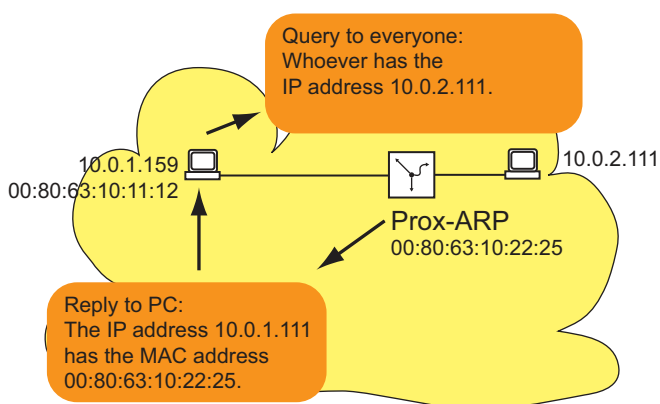 Query to everyone:
Whoever has the
IP address 10.0.2.111.
10.0.1.159
00:80:63:10:11:12
10.0.2.111
Prox-ARP
00:80:63:10:22:25
Reply to PC:
The IP address 10.0.1.111
has the MAC address
00:80:63:10:22:25.